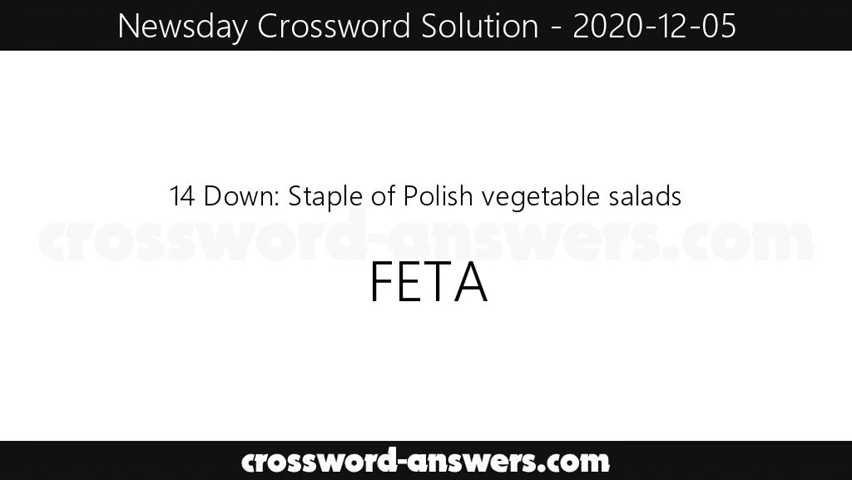 Newsday Crossword Solution - 2020-12-05
14 Down: Staple of Polish vegetable salads
crossword-answers.com
FETA
crossword-answers.com